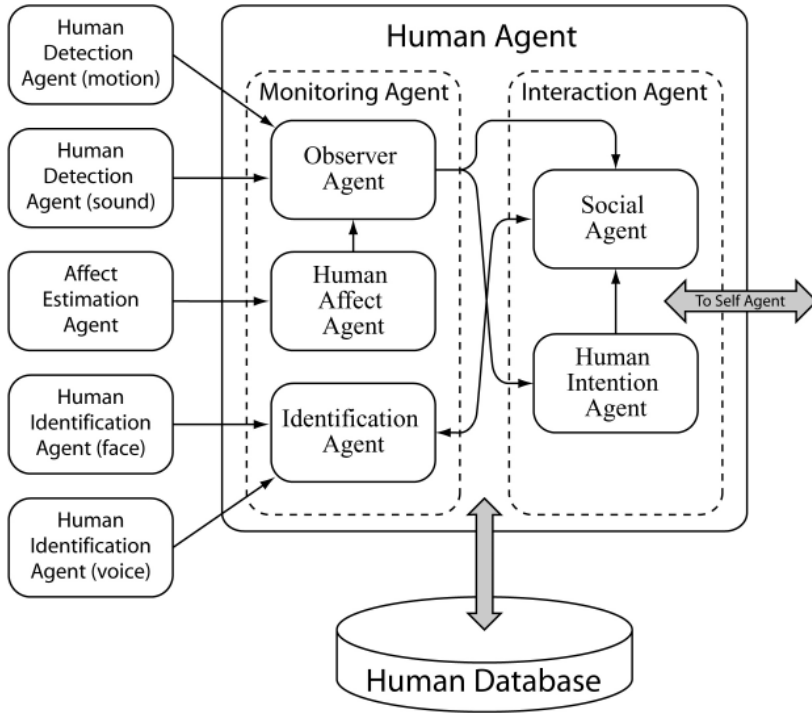 Human
Detection
Agent (motion)
Human
Detection
Agent (sound)
Affect
Estimation
Agent
Human
Identification
Agent (face)
Human
Identification
Agent (voice)
Human Agent
Monitoring Agent
Observer
Agent
Human
Affect
Agent
Identification
Agent
Interaction Agent
Social
Agent
Human
Intention
Agent
To Self Agent
Human Database